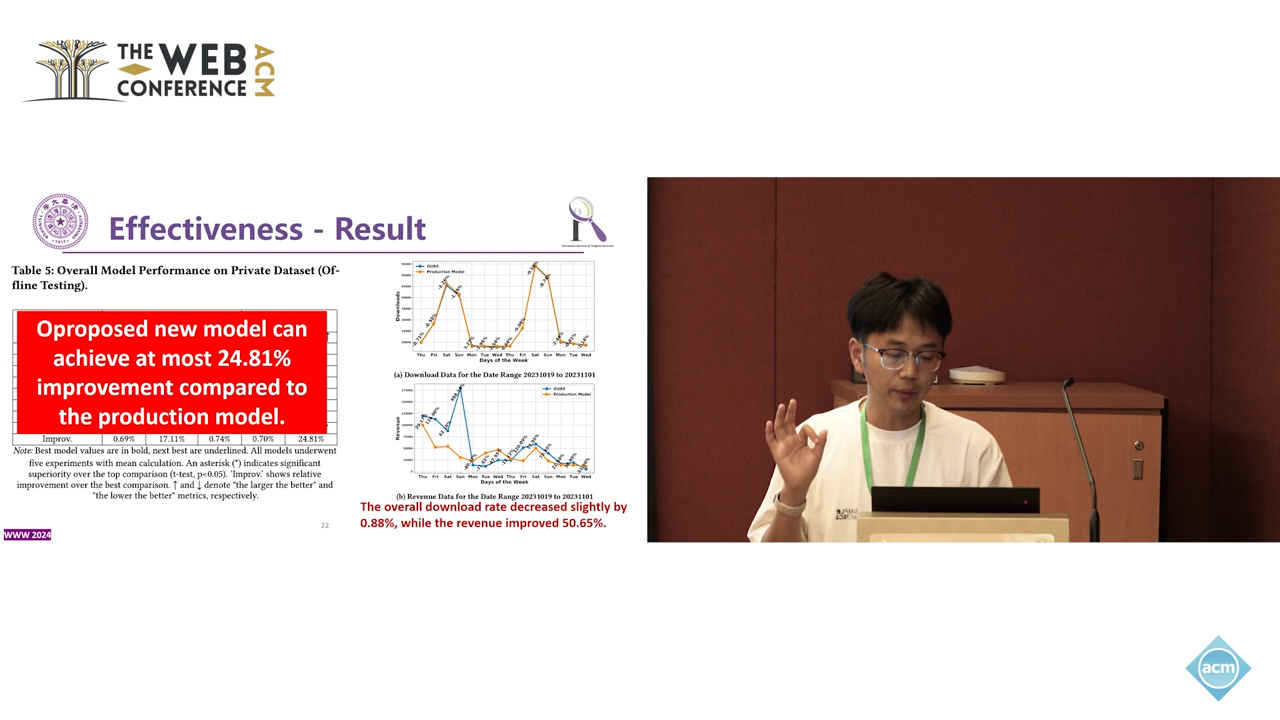 THE WEB
CONFERENCE
ACM
Effectiveness - Result
Table 5: Overall Model Performance on Private Dataset (Of-
fline Testing).
Oproposed new model can
achieve at most 24.81%
improvement compared to
the production model.
Improv. 0.69% 17.11% 0.74% 0.70% 24.81%
Note: Best model values are in bold, next best are underlined. All models underwent
five experiments with mean calculation. An asterisk (*) indicates significant
superiority over the top comparison (t-test, p<0.05). 'Improv.' shows relative
improvement over the best comparison. ↑ and ↓ denote "the larger the better" and
"the lower the better" metrics, respectively.
OURS
Production Model
Downloads
Thu Fri Sat Sun Mon Tue Wed Thu Fri Sat Sun Mon Tue Wed
Days of the Week
(a) Download Data for the Date Range 20231019 to 20231101
OURS
Production Model
Revenue
Thu Fri Sat Sun Mon Tue Wed Thu Fri Sat Sun Mon Tue Wed
Days of the Week
(b) Revenue Data for the Date Range 20231019 to 20231101
The overall download rate decreased slightly by
0.88%, while the revenue improved 50.65%.
22
WWW 2024
acm